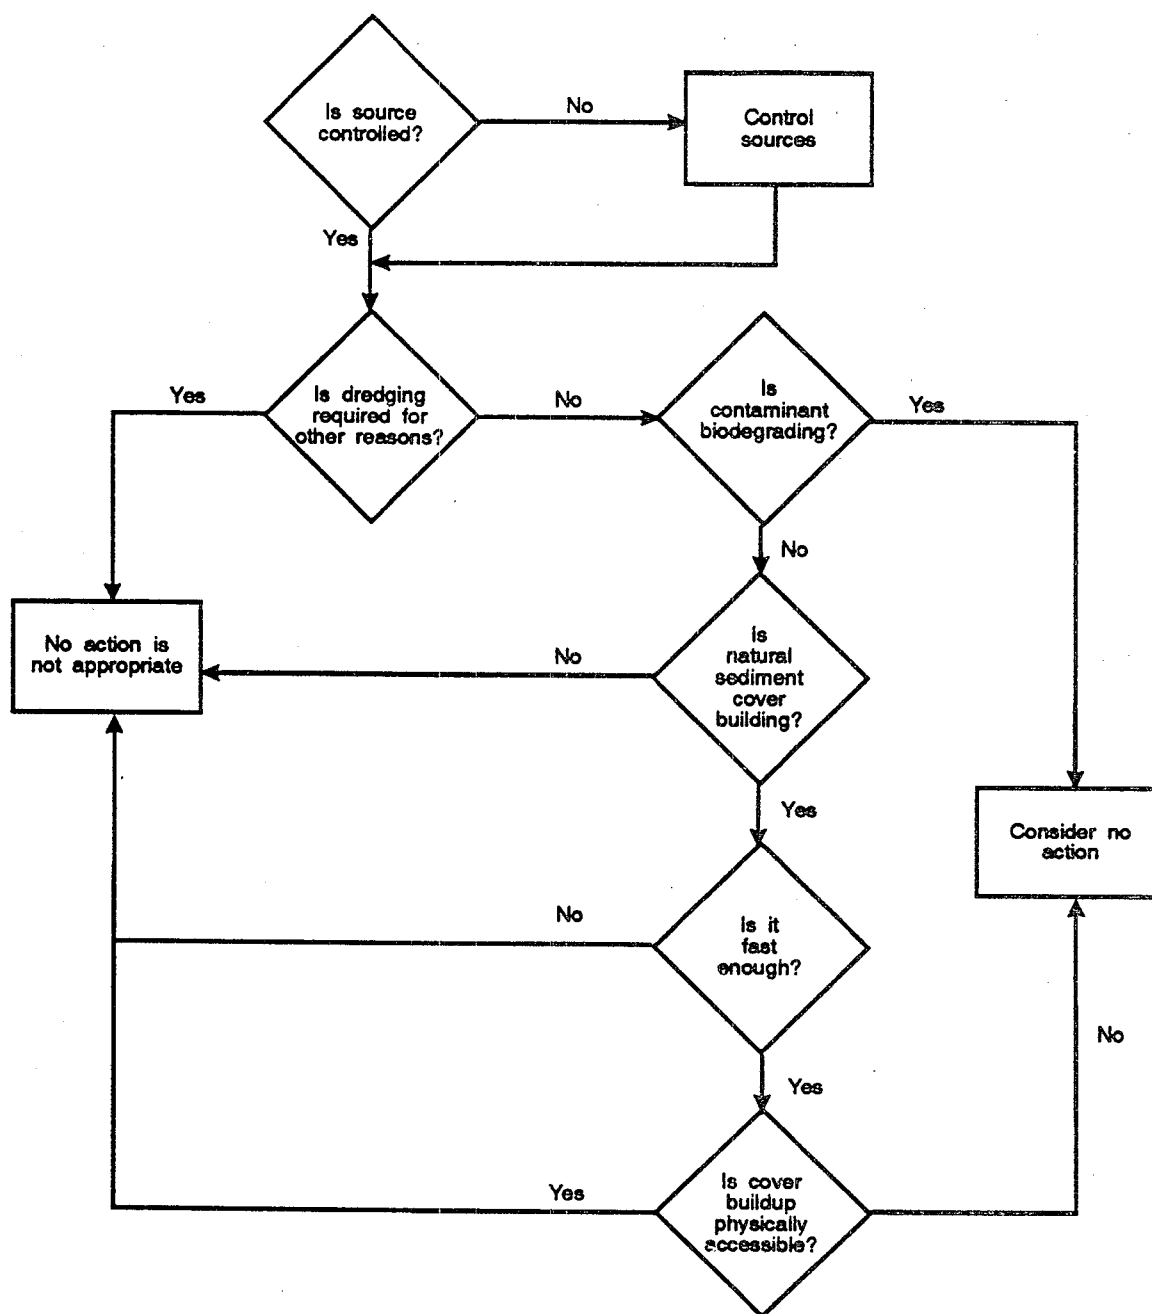 Is source
controlled?
No
Control
sources
Yes
Yes
Is dredging
required for
other reasons?
No
Is
contaminant
biodegrading?
Yes
No
No action is
not appropriate
No
Is
natural
sediment
cover
building?
Yes
Consider no
action
No
Is it
fast
enough?
No
Yes
Yes
Is cover
buildup
physically
accessible?